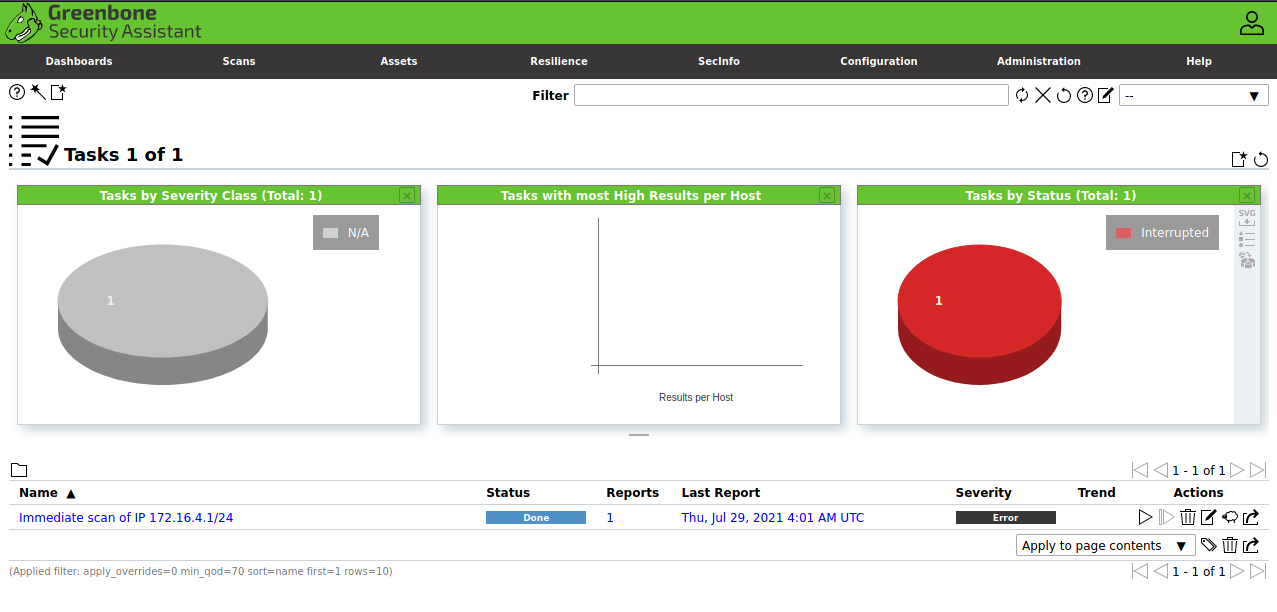 Greenbone
Security Assistant
Dashboards Scans Assets Resilience SecInfo Configuration Administration Help
Filter --
Tasks 1 of 1
Tasks by Severity Class (Total: 1)
N/A
1
Tasks with most High Results per Host
Results per Host
Tasks by Status (Total: 1)
Interrupted
SVG
1
1 - 1 of 1
Name ▲ Status Reports Last Report Severity Trend Actions
Immediate scan of IP 172.16.4.1/24 Done 1 Thu, Jul 29, 2021 4:01 AM UTC Error
Apply to page contents ▼
(Applied filter: apply_overrides=0 min_qod=70 sort=name first=1 rows=10) 1 - 1 of 1